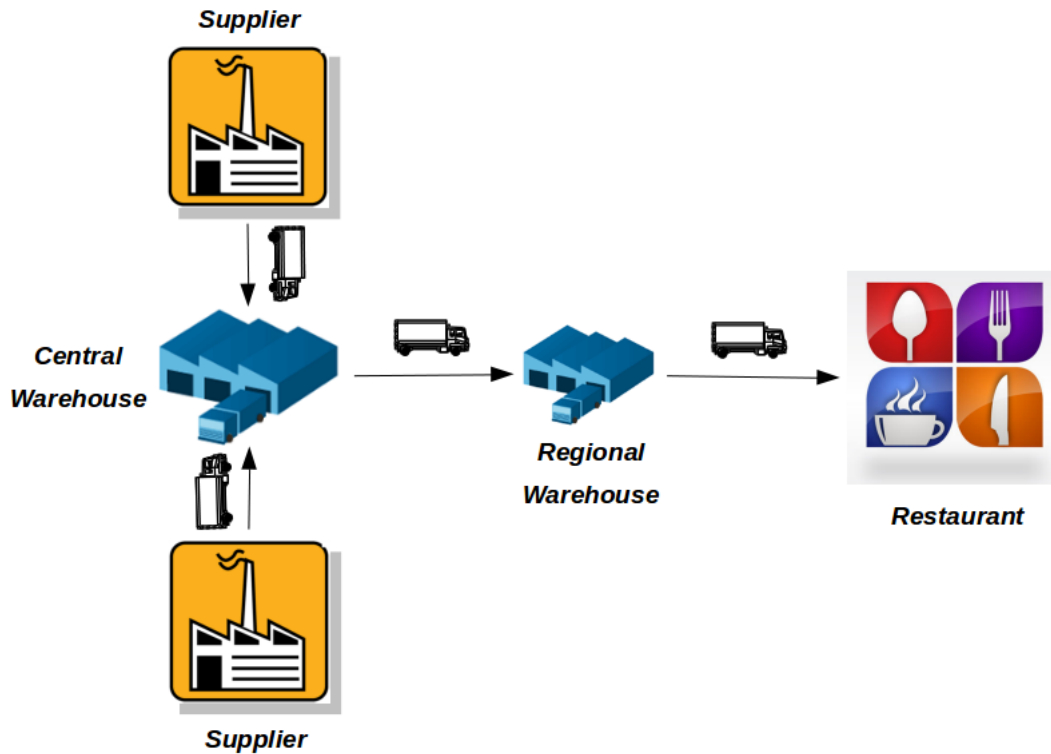 Supplier
Central
Warehouse
Regional
Warehouse
Restaurant
Supplier